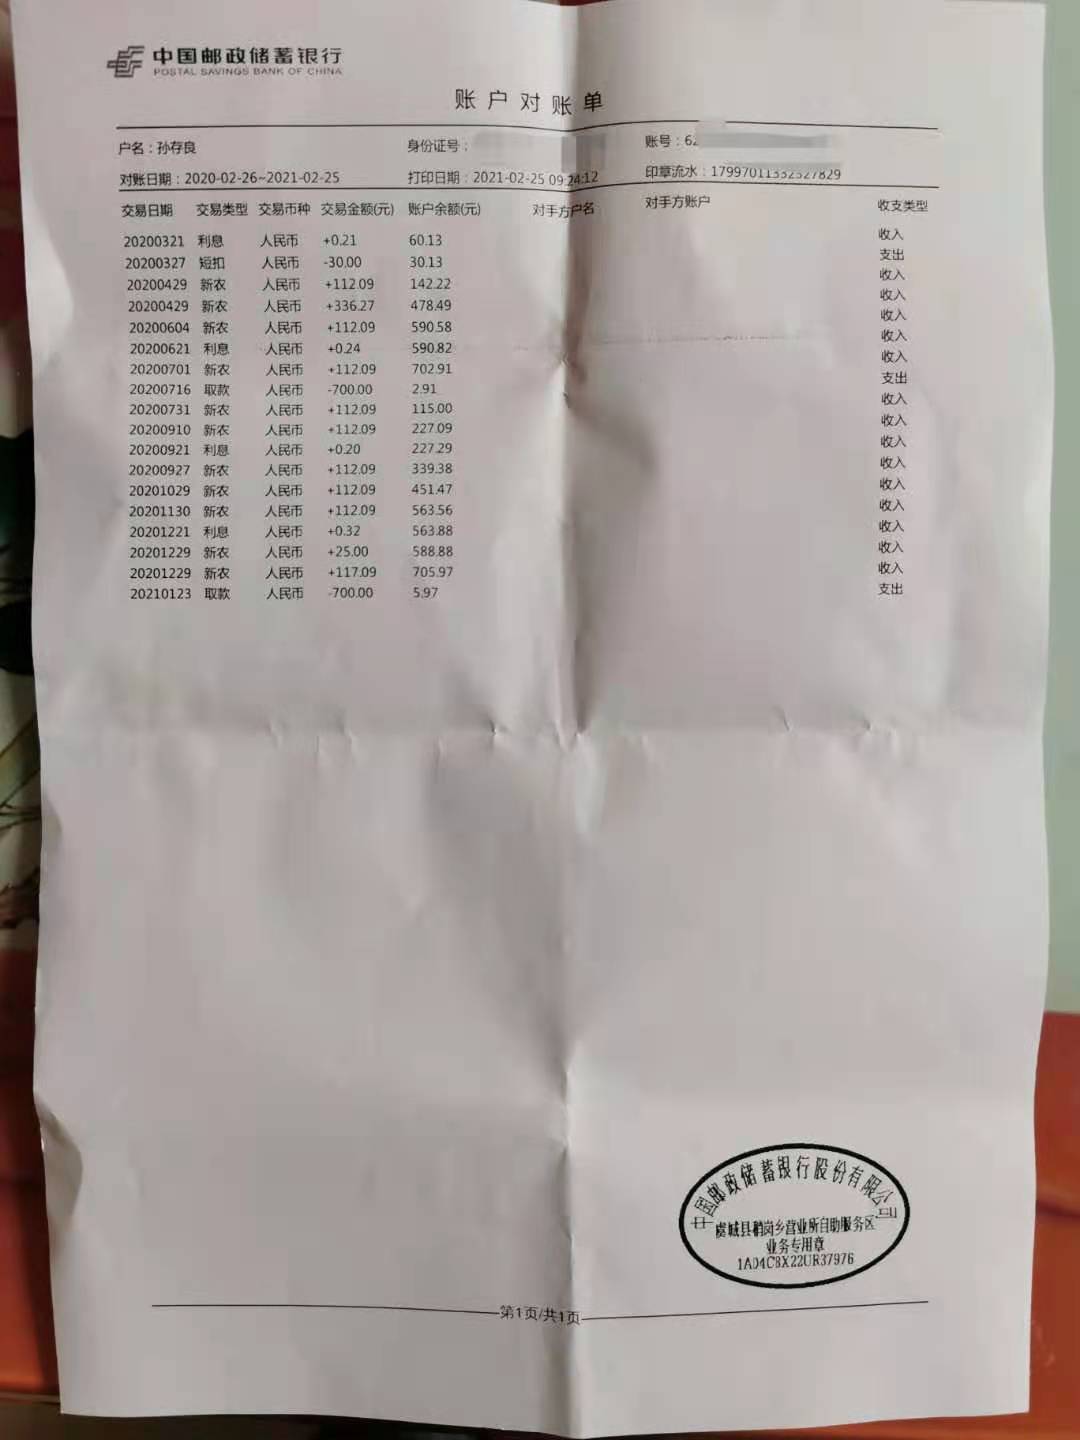 中国邮政储蓄银行
POSTAL SAVINGS BANK OF CHINA
账户对账单
户名：孙存良 身份证号： 账号：62
对账日期：2020-02-26~2021-02-25 打印日期：2021-02-25 09:24:12 印章流水：17997011332327829
交易日期 交易类型 交易币种 交易金额(元) 账户余额(元) 对手方户名 对手方账户 收支类型
20200321 利息 人民币 +0.21 60.13 收入
20200327 短扣 人民币 -30.00 30.13 支出
20200429 新农 人民币 +112.09 142.22 收入
20200429 新农 人民币 +336.27 478.49 收入
20200604 新农 人民币 +112.09 590.58 收入
20200621 利息 人民币 +0.24 590.82 收入
20200701 新农 人民币 +112.09 702.91 收入
20200716 取款 人民币 -700.00 2.91 支出
20200731 新农 人民币 +112.09 115.00 收入
20200910 新农 人民币 +112.09 227.09 收入
20200921 利息 人民币 +0.20 227.29 收入
20200927 新农 人民币 +112.09 339.38 收入
20201029 新农 人民币 +112.09 451.47 收入
20201130 新农 人民币 +112.09 563.56 收入
20201221 利息 人民币 +0.32 563.88 收入
20201229 新农 人民币 +25.00 588.88 收入
20201229 新农 人民币 +117.09 705.97 收入
20210123 取款 人民币 -700.00 5.97 支出
中国邮政储蓄银行股份有限公司
虞城县鹅岗乡营业所自助服务区
业务专用章
1A04C8X22UR37976
第1页/共1页